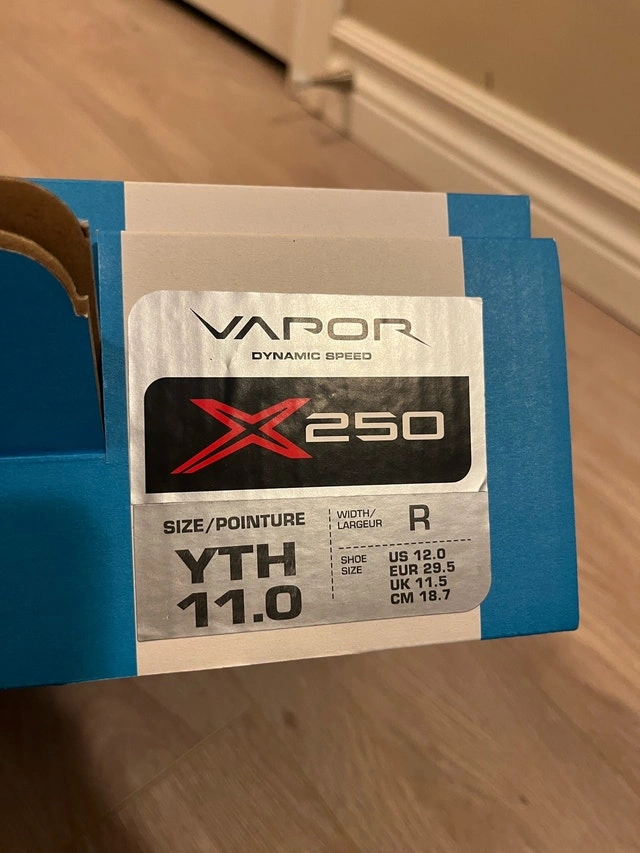 VAPOR
DYNAMIC SPEED
X250
SIZE/POINTURE
YTH
11.0
WIDTH/
LARGEUR
R
SHOE
SIZE
US 12.0
EUR 29.5
UK 11.5
CM 18.7